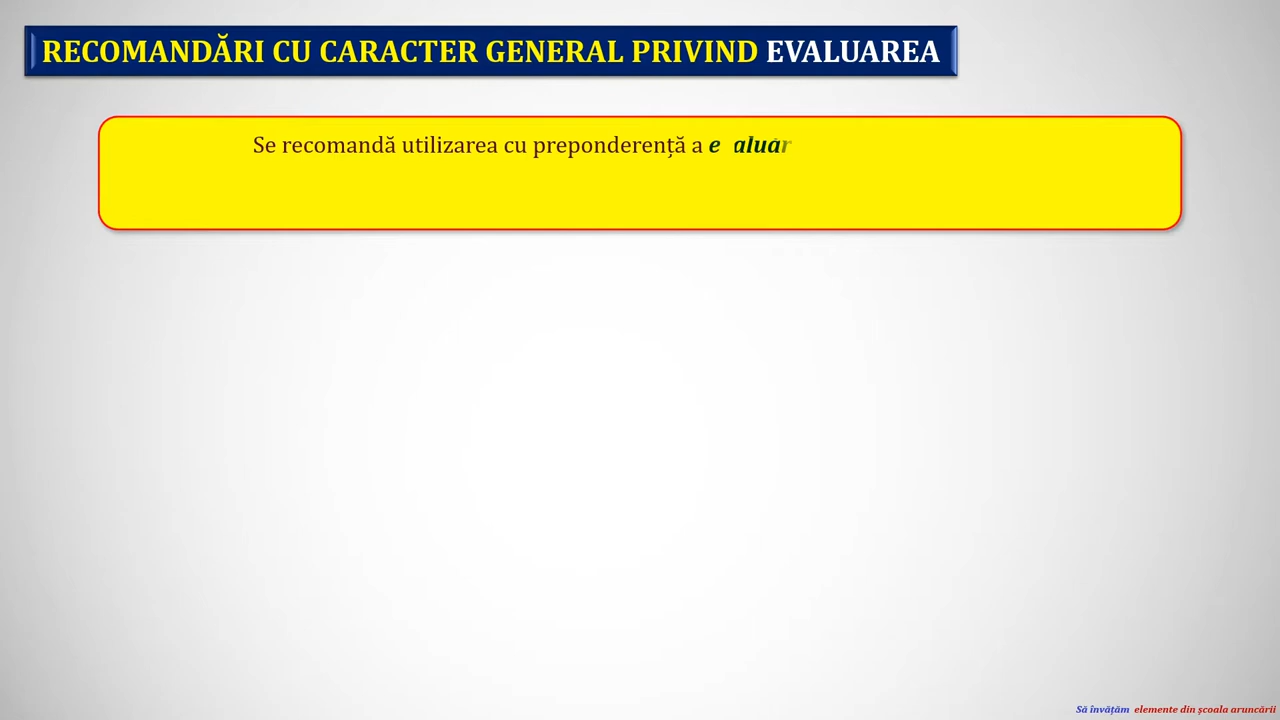 RECOMANDĂRI CU CARACTER GENERAL PRIVIND EVALUAREA
Se recomandă utilizarea cu preponderență a
Să învățăm elemente din școala aruncării